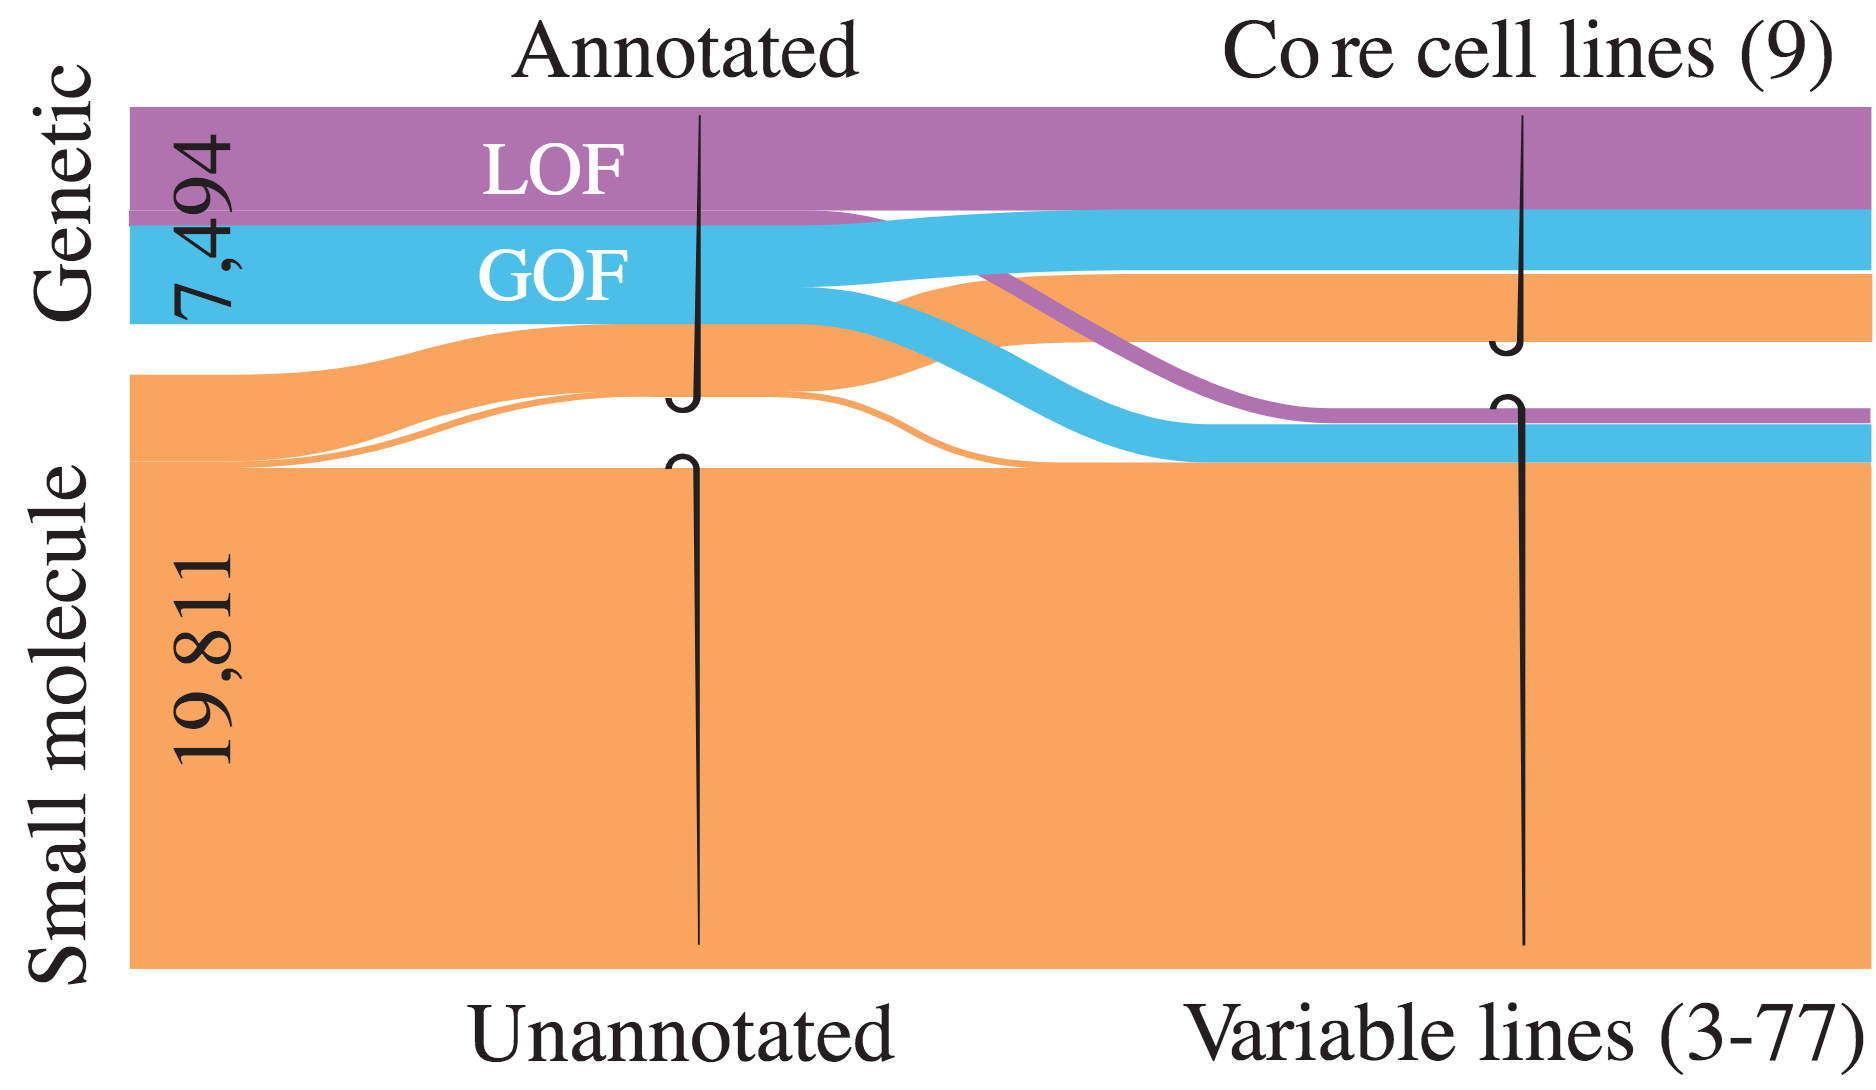 Annotated
Core cell lines (9)
Genetic
7,494
LOF
GOF
Small molecule
19,811
Unannotated
Variable lines (3-77)